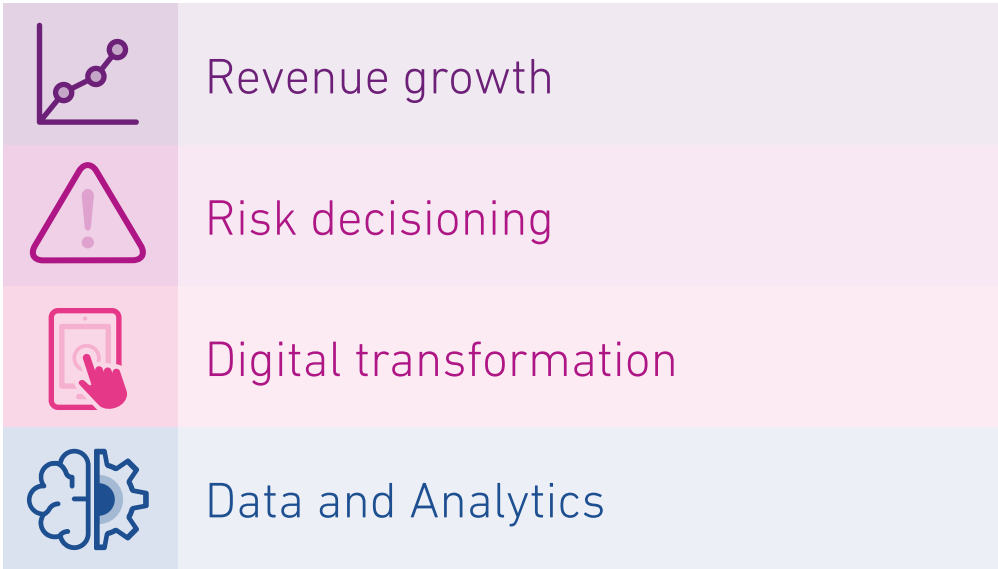 Revenue growth
Risk decisioning
Digital transformation
Data and Analytics